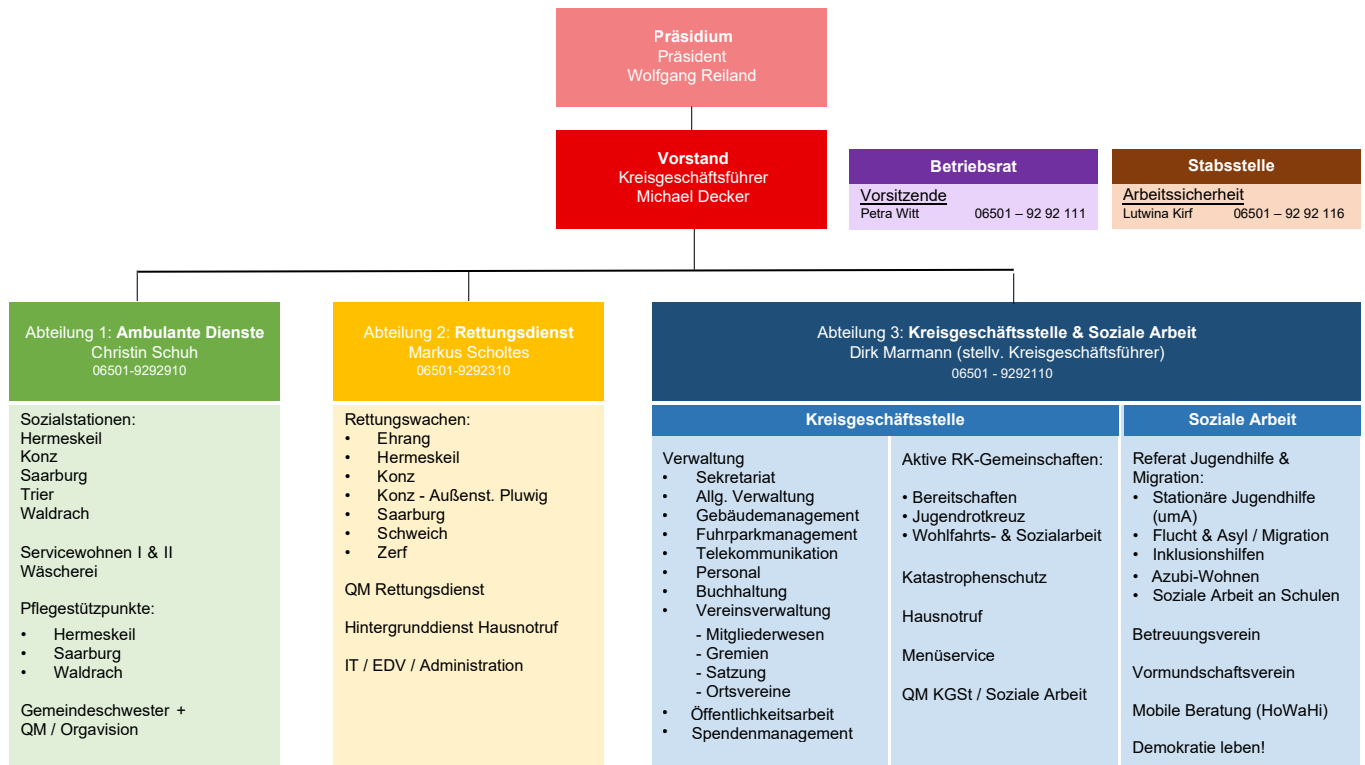 Präsidium
Präsident
Wolfgang Reiland
Vorstand
Kreisgeschäftsführer
Michael Decker
Betriebsrat
Vorsitzende
Petra Witt 06501 – 92 92 111
Stabsstelle
Arbeitssicherheit
Lutwina Kirf 06501 – 92 92 116
Abteilung 1: Ambulante Dienste
Christin Schuh
06501-9292910
Sozialstationen:
Hermeskeil
Konz
Saarburg
Trier
Waldrach
Servicewohnen I & II
Wäscherei
Pflegestützpunkte:
• Hermeskeil
• Saarburg
• Waldrach
Gemeindeschwester +
QM / Orgavision
Abteilung 2: Rettungsdienst
Markus Scholtes
06501-9292310
Rettungswachen:
• Ehrang
• Hermeskeil
• Konz
• Konz - Außenst. Pluwig
• Saarburg
• Schweich
• Zerf
QM Rettungsdienst
Hintergrunddienst Hausnotruf
IT / EDV / Administration
Abteilung 3: Kreisgeschäftsstelle & Soziale Arbeit
Dirk Marmann (stellv. Kreisgeschäftsführer)
06501 - 9292110
Kreisgeschäftsstelle
Verwaltung
• Sekretariat
• Allg. Verwaltung
• Gebäudemanagement
• Fuhrparkmanagement
• Telekommunikation
• Personal
• Buchhaltung
• Vereinsverwaltung
- Mitgliederwesen
- Gremien
- Satzung
- Ortsvereine
• Öffentlichkeitsarbeit
• Spendenmanagement
Aktive RK-Gemeinschaften:
• Bereitschaften
• Jugendrotkreuz
• Wohlfahrts- & Sozialarbeit
Katastrophenschutz
Hausnotruf
Menüservice
QM KGSt / Soziale Arbeit
Soziale Arbeit
Referat Jugendhilfe &
Migration:
• Stationäre Jugendhilfe
(umA)
• Flucht & Asyl / Migration
• Inklusionshilfen
• Azubi-Wohnen
• Soziale Arbeit an Schulen
Betreuungsverein
Vormundschaftsverein
Mobile Beratung (HoWaHi)
Demokratie leben!